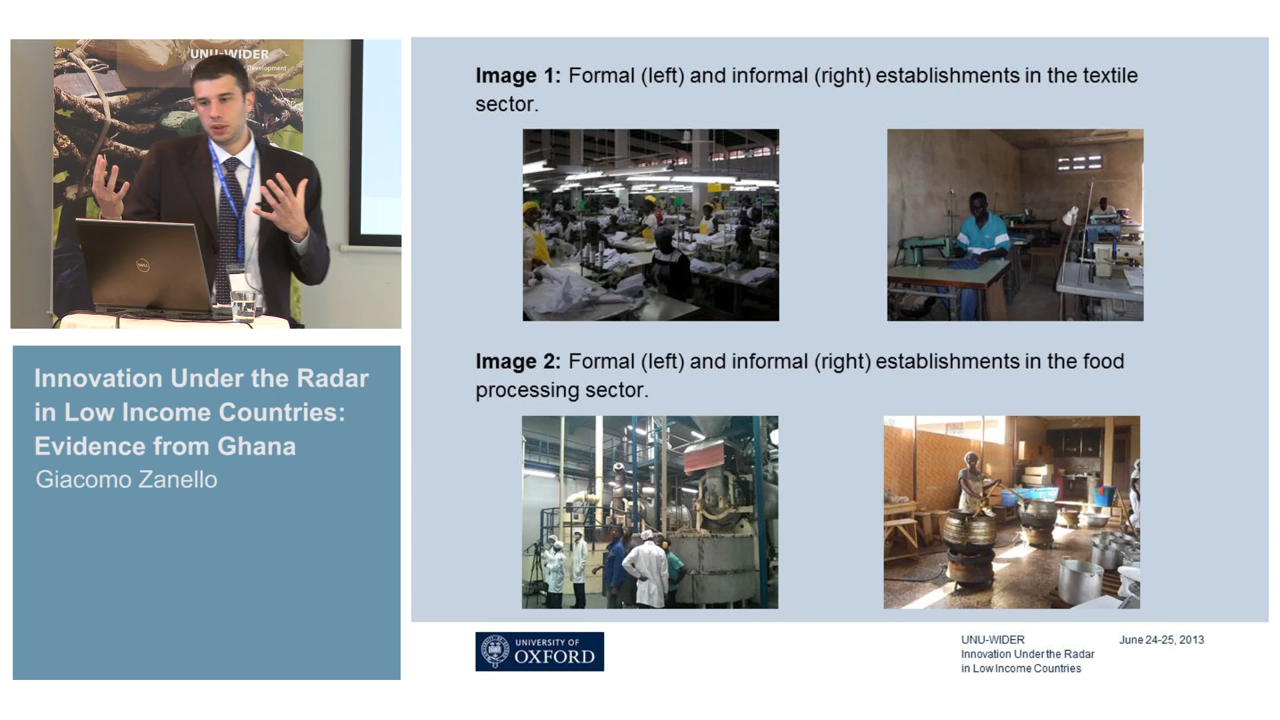 UNU-WIDER
Development
DELL
Innovation Under the Radar
in Low Income Countries:
Evidence from Ghana
Giacomo Zanello
Image 1: Formal (left) and informal (right) establishments in the textile
sector.
Image 2: Formal (left) and informal (right) establishments in the food
processing sector.
UNIVERSITY OF
OXFORD
UNU-WIDER
Innovation Under the Radar
in Low Income Countries
June 24-25, 2013